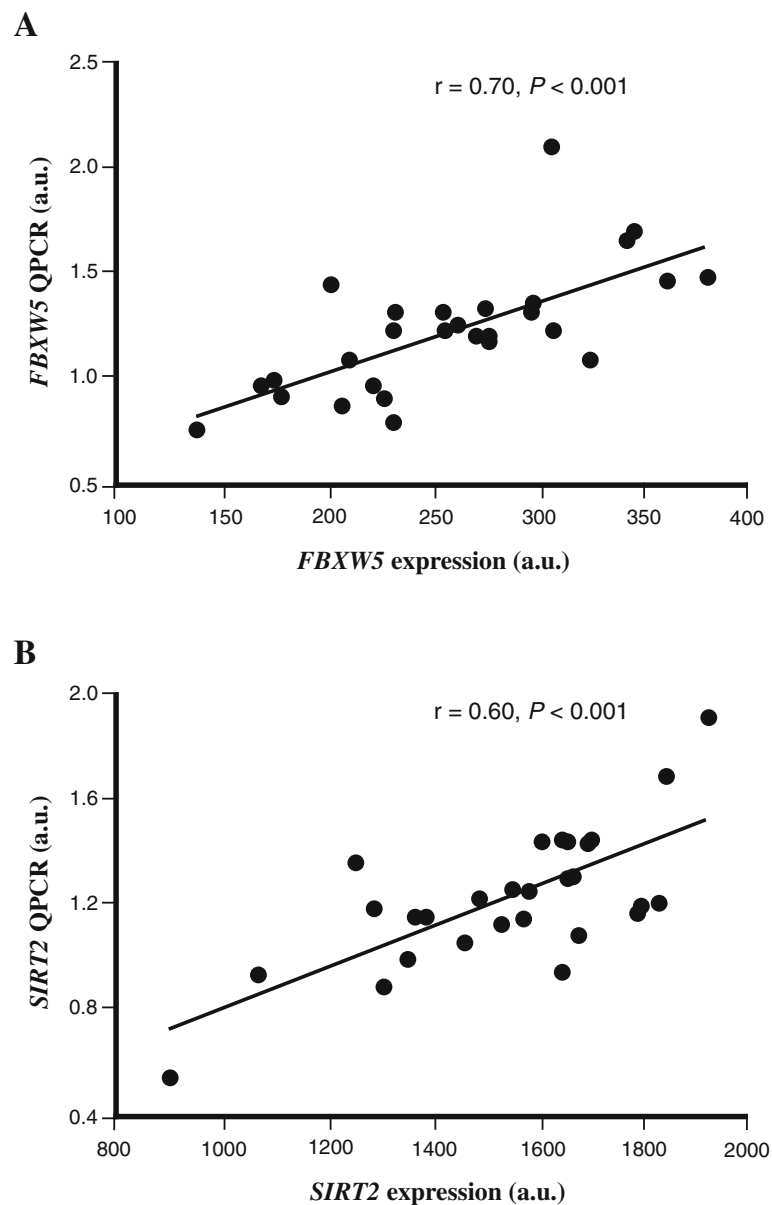 A
r = 0.70, P < 0.001
FBXW5 QPCR (a.u.)
2.5
2.0
1.5
1.0
0.5
100 150 200 250 300 350 400
FBXW5 expression (a.u.)
B
r = 0.60, P < 0.001
SIRT2 QPCR (a.u.)
2.0
1.6
1.2
0.8
0.4
800 1000 1200 1400 1600 1800 2000
SIRT2 expression (a.u.)